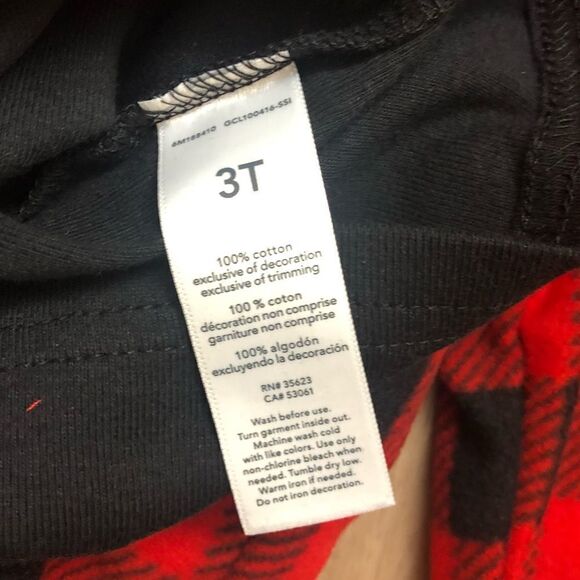 6M188410 GCL100416-SSI
3T
100% cotton
exclusive of decoration
exclusive of trimming
100 % coton
décoration non comprise
garniture non comprise
100% algodón
excluyendo la decoración
RN# 35623
CA# 53061
Wash before use.
Turn garment inside out.
Machine wash cold
with like colors. Use only
non-chlorine bleach when
needed. Tumble dry low.
Warm iron if needed.
Do not iron decoration.